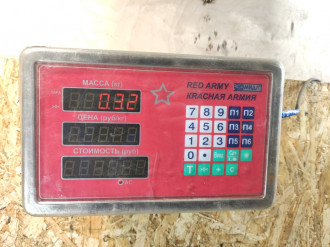 МАССА (кг)
0.32
ЦЕНА (руб/кг)
СТОИМОСТЬ (руб)
RED ARMY
КРАСНАЯ АРМИЯ
7 8 9 П1 П2
4 5 6 П3 П4
1 2 3 П5 П6
0 •
T + C